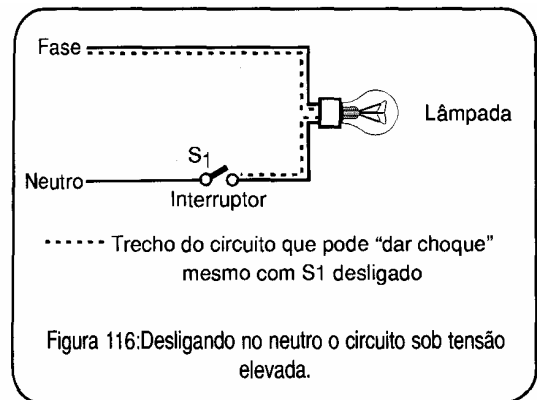 Fase
Lâmpada
S1
Neutro
Interruptor
Trecho do circuito que pode “dar choque”
mesmo com S1 desligado
Figura 116:Desligando no neutro o circuito sob tensão
elevada.